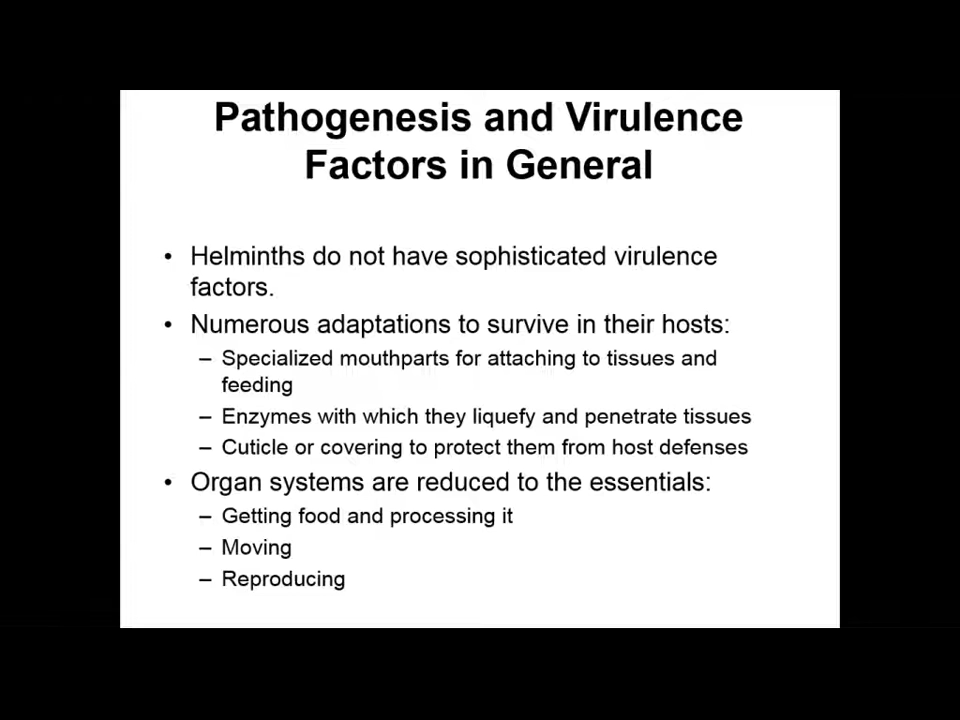 Pathogenesis and Virulence
Factors in General
• Helminths do not have sophisticated virulence
factors.
• Numerous adaptations to survive in their hosts:
– Specialized mouthparts for attaching to tissues and
feeding
– Enzymes with which they liquefy and penetrate tissues
– Cuticle or covering to protect them from host defenses
• Organ systems are reduced to the essentials:
– Getting food and processing it
– Moving
– Reproducing